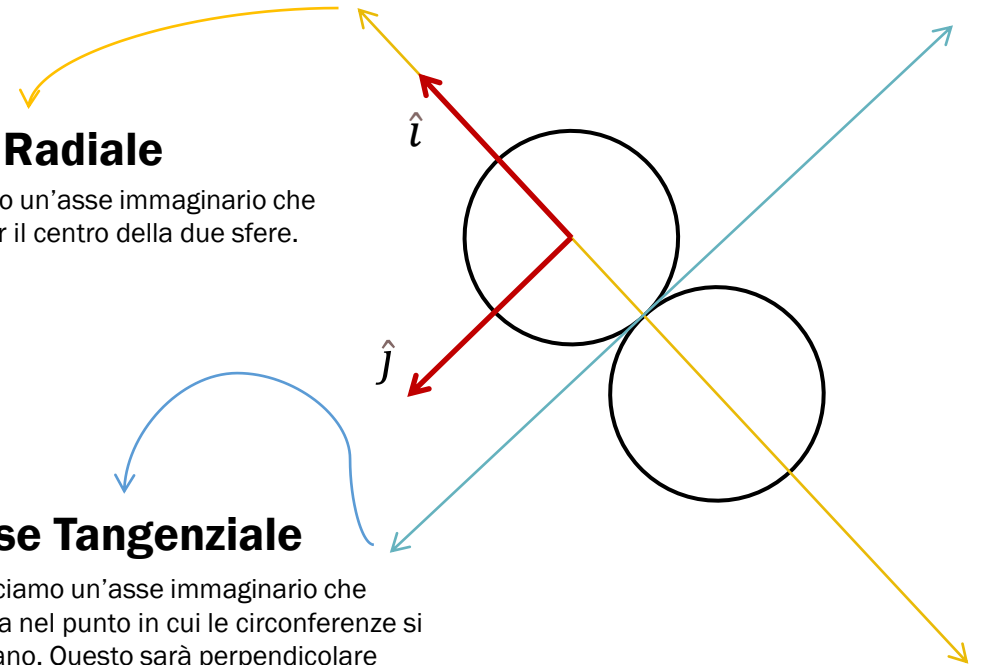 Radiale
o un’asse immaginario che
r il centro della due sfere.
î
ĵ
se Tangenziale
ciamo un’asse immaginario che
a nel punto in cui le circonferenze si
ano. Questo sarà perpendicolare